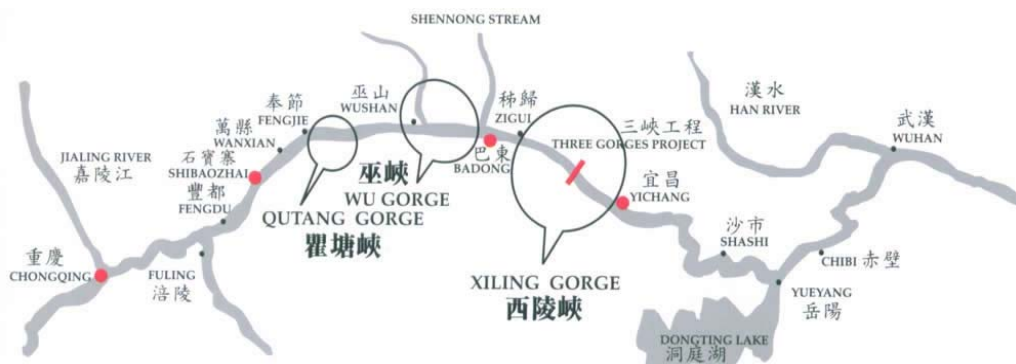 SHENNONG STREAM
巫山
WUSHAN
秭歸
ZIGUI
奉節
FENGJIE
萬縣
WANXIAN
石寶寨
SHIBAOZHAI
豐都
FENGDU
JIALING RIVER
嘉陵江
重慶
CHONGQING
FULING
涪陵
巫峽
WU GORGE
QUTANG GORGE
瞿塘峽
巴東
BADONG
三峽工程
THREE GORGES PROJECT
宜昌
YICHANG
XILING GORGE
西陵峽
漢水
HAN RIVER
武漢
WUHAN
沙市
SHASHI
CHIBI 赤壁
YUEYANG
岳陽
DONGTING LAKE
洞庭湖